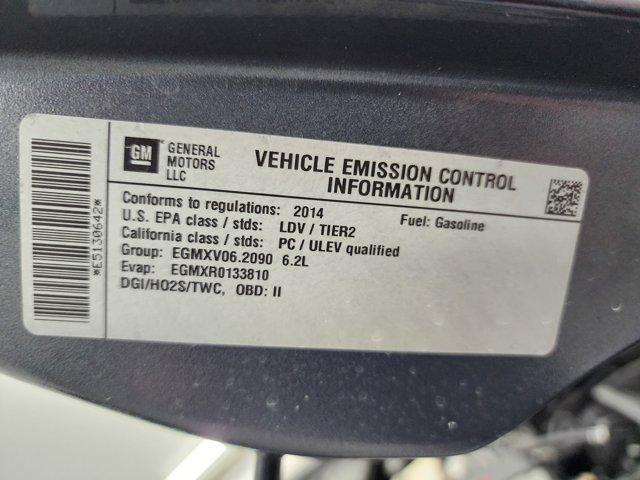 GM
GENERAL
MOTORS
LLC
VEHICLE EMISSION CONTROL
INFORMATION
Conforms to regulations: 2014
Fuel: Gasoline
U.S. EPA class / stds: LDV / TIER2
California class / stds: PC / ULEV qualified
Group: EGMXV06.2090 6.2L
Evap: EGMXR0133810
DGI/HO2S/TWC, OBD: II
*E5130642*